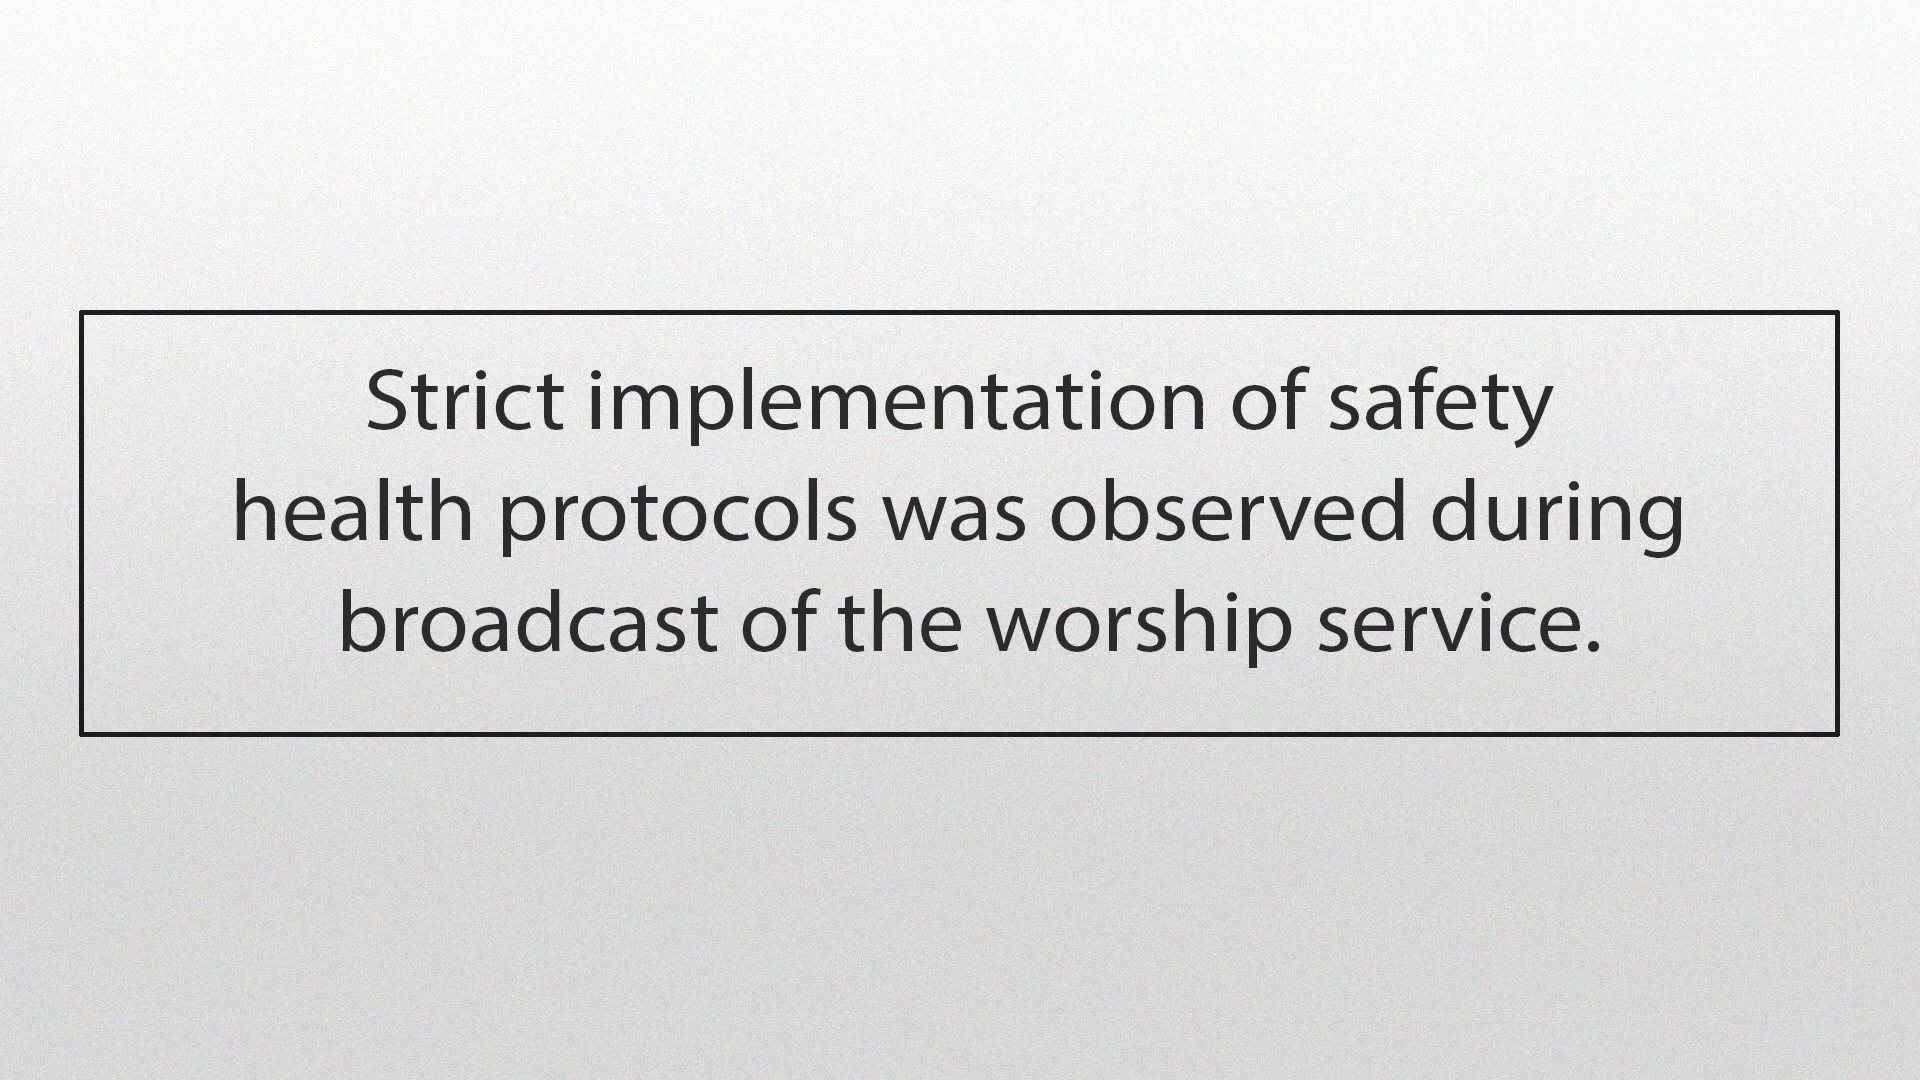 Strict implementation of safety
health protocols was observed during
broadcast of the worship service.